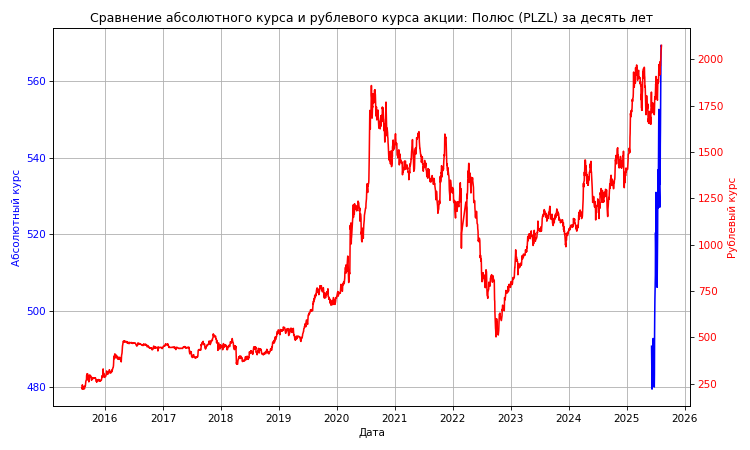 Сравнение абсолютного курса и рублевого курса акции: Полюс (PLZL) за десять лет
Абсолютный курс
560
540
520
500
480
2000
1750
1500
1250
1000
750
500
250
Рублевый курс
2016 2017 2018 2019 2020 2021 2022 2023 2024 2025 2026
Дата